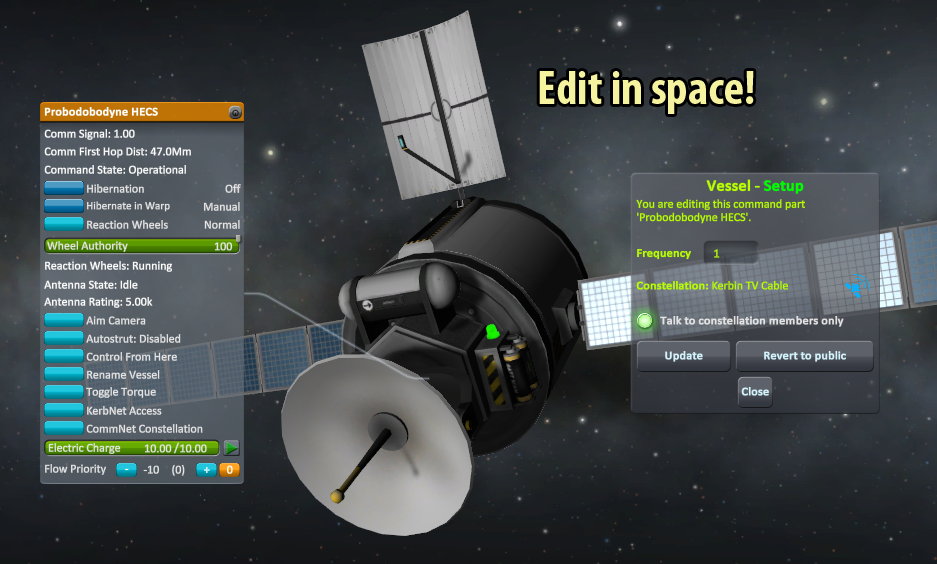 Edit in space!
Probodobodyne HECS
Comm Signal: 1.00
Comm First Hop Dist: 47.0Mm
Command State: Operational
Hibernation Off
Hibernate in Warp Manual
Reaction Wheels Normal
Wheel Authority 100
Reaction Wheels: Running
Antenna State: Idle
Antenna Rating: 5.00k
Aim Camera
Autostrut: Disabled
Control From Here
Rename Vessel
Toggle Torque
KerbNet Access
CommNet Constellation
Electric Charge 10.00 /10.00
Flow Priority - -10 (0) + 0
Vessel - Setup
You are editing this command part
'Probodobodyne HECS'.
Frequency 1
Constellation: Kerbin TV Cable
Talk to constellation members only
Update Revert to public
Close